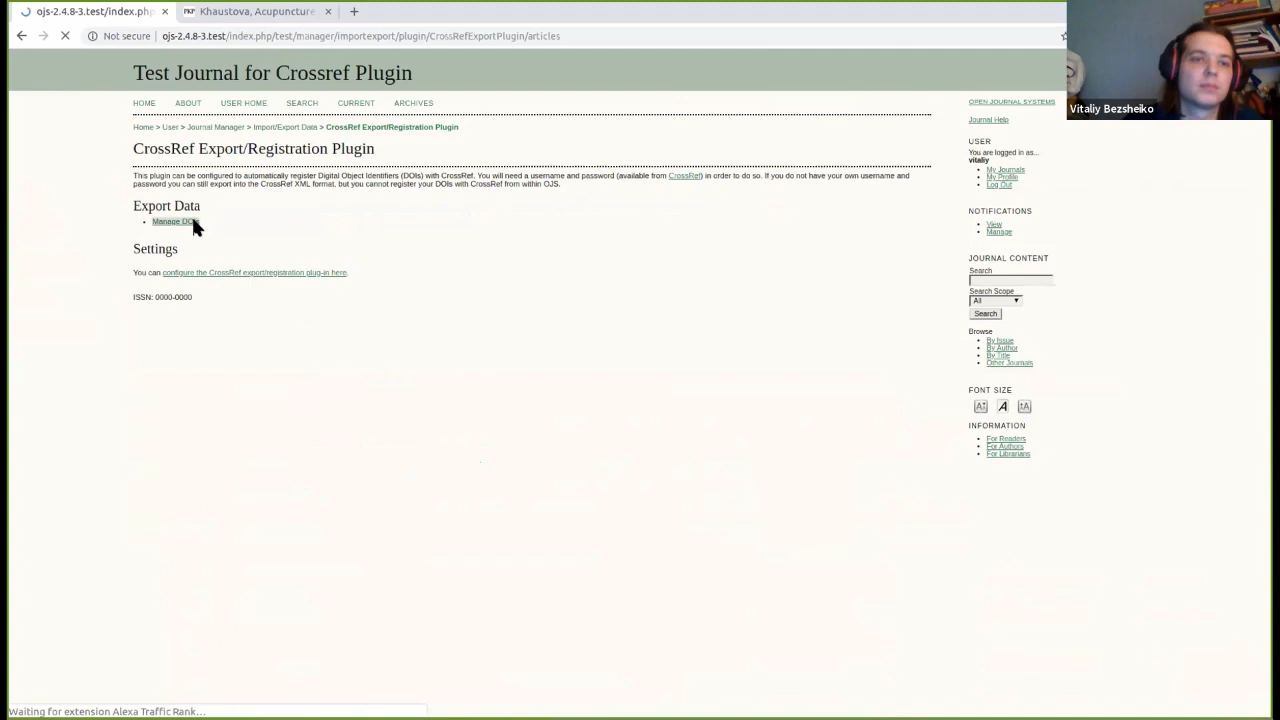 ojs-2.4.8-3.test/index.php
Khaustova, Acupuncture
Not secure
ojs-2.4.8-3.test/index.php/test/manager/importexport/plugin/CrossRefExportPlugin/articles
Vitaliy Bezsheiko
Test Journal for Crossref Plugin
HOME ABOUT USER HOME SEARCH CURRENT ARCHIVES
Home > User > Journal Manager > Import/Export Data > CrossRef Export/Registration Plugin
CrossRef Export/Registration Plugin
This plugin can be configured to automatically register Digital Object Identifiers (DOIs) with CrossRef. You will need a username and password (available from CrossRef) in order to do so. If you do not have your own username and
password you can still export into the CrossRef XML format, but you cannot register your DOIs with CrossRef from within OJS.
Export Data
Manage DOIs
Settings
You can configure the CrossRef export/registration plug-in here.
ISSN: 0000-0000
OPEN JOURNAL SYSTEMS
Journal Help
USER
You are logged in as...
vitaliy
My Journals
My Profile
Log Out
NOTIFICATIONS
View
Manage
JOURNAL CONTENT
Search
Search Scope
All
Search
Browse
By Issue
By Author
By Title
Other Journals
FONT SIZE
INFORMATION
For Readers
For Authors
For Librarians
Waiting for extension Alexa Traffic Rank...